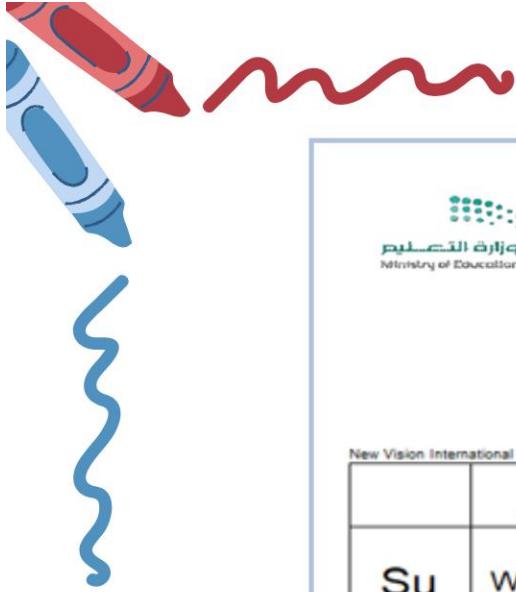 وزارة التعليم
Ministry of Education
New Vision International
Su
W